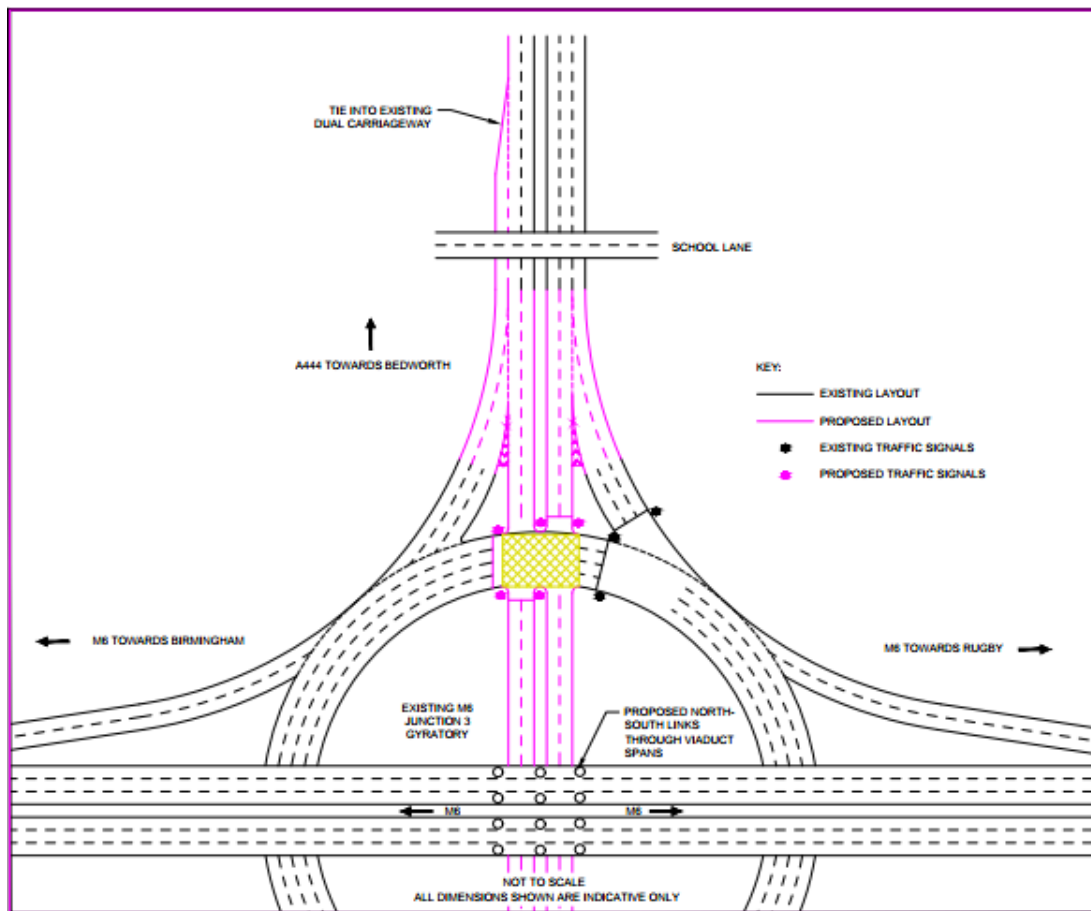 TIE INTO EXISTING
DUAL CARRIAGEWAY
SCHOOL LANE
A444 TOWARDS BEDWORTH
KEY:
EXISTING LAYOUT
PROPOSED LAYOUT
EXISTING TRAFFIC SIGNALS
PROPOSED TRAFFIC SIGNALS
M6 TOWARDS BIRMINGHAM
M6 TOWARDS RUGBY
EXISTING M6
JUNCTION 3
GYRATORY
PROPOSED NORTH-
SOUTH LINKS
THROUGH VIADUCT
SPANS
M6
M6
NOT TO SCALE
ALL DIMENSIONS SHOWN ARE INDICATIVE ONLY